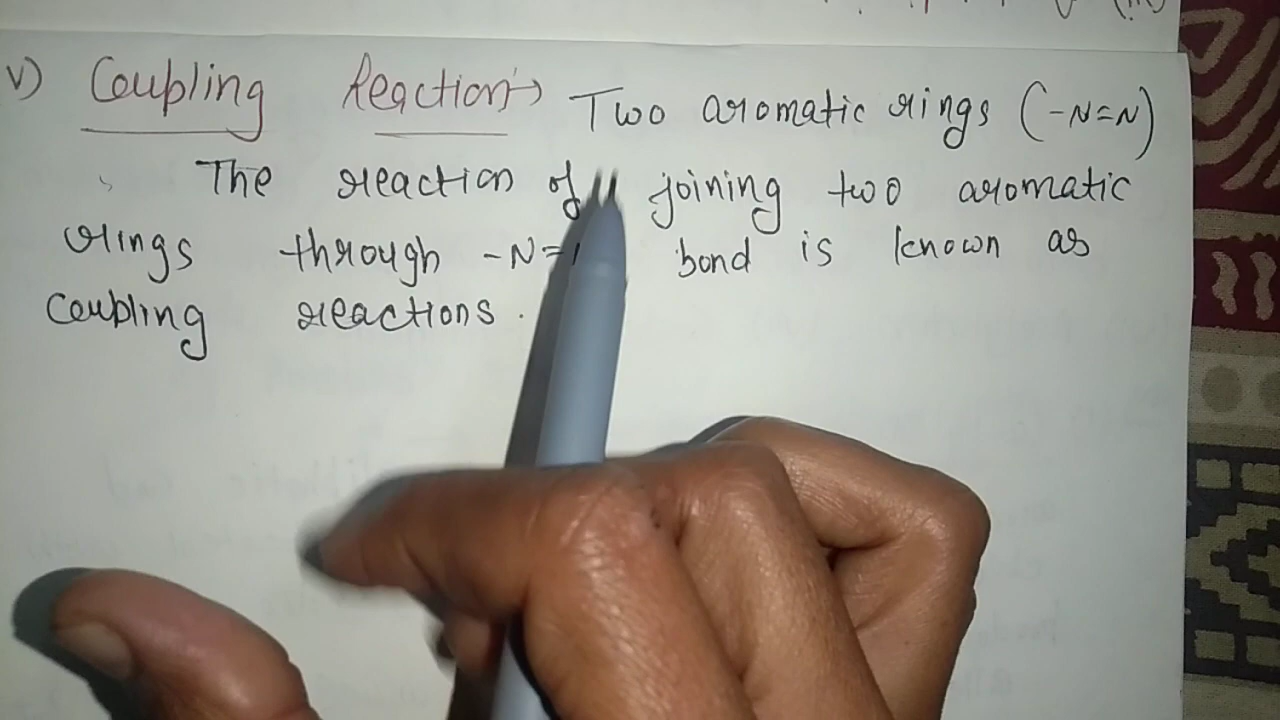 v) Coupling Reaction:→ Two aromatic rings (-N=N)
The reaction of joining two aromatic
rings through -N= bond is known as
Coupling reactions.